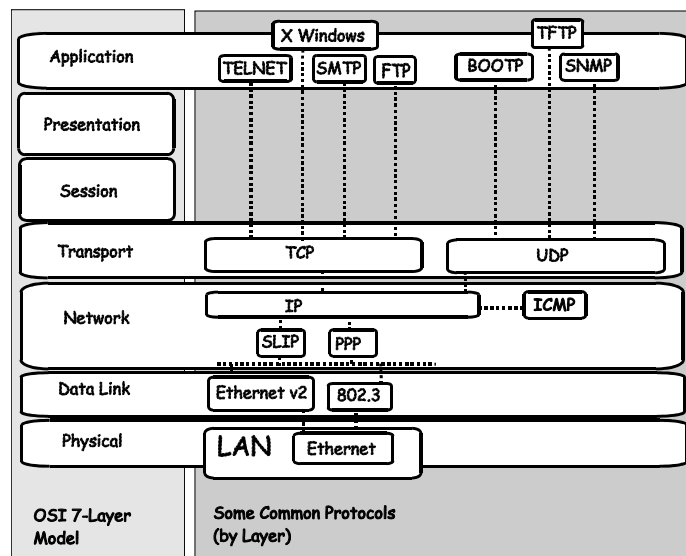 X Windows
TFTP
Application
TELNET
SMTP
FTP
BOOTP
SNMP
Presentation
Session
Transport
TCP
UDP
Network
IP
ICMP
SLIP
PPP
Data Link
Ethernet v2
802.3
Physical
LAN
Ethernet
OSI 7-Layer
Model
Some Common Protocols
(by Layer)